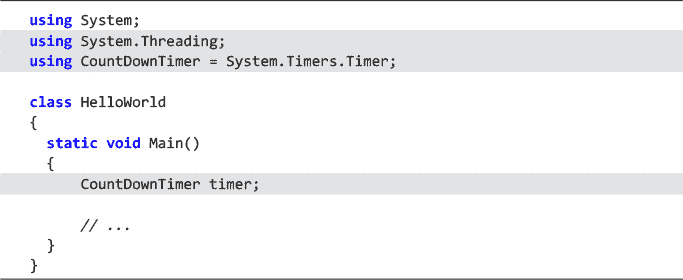 using System;
using System.Threading;
using CountDownTimer = System.Timers.Timer;
class HelloWorld
{
static void Main()
{
CountDownTimer timer;
// ...
}
}